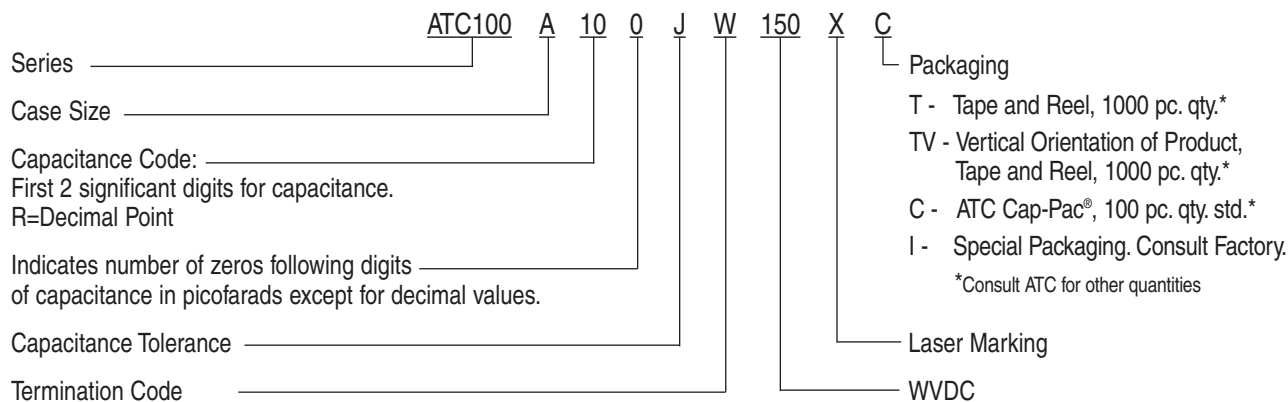 ATC100 A 10 0 J W 150 X C
Series
Case Size
Capacitance Code:
First 2 significant digits for capacitance.
R=Decimal Point
Indicates number of zeros following digits
of capacitance in picofarads except for decimal values.
Capacitance Tolerance
Termination Code
Packaging
T - Tape and Reel, 1000 pc. qty.*
TV - Vertical Orientation of Product,
Tape and Reel, 1000 pc. qty.*
C - ATC Cap-Pac®, 100 pc. qty. std.*
I - Special Packaging. Consult Factory.
*Consult ATC for other quantities
Laser Marking
WVDC